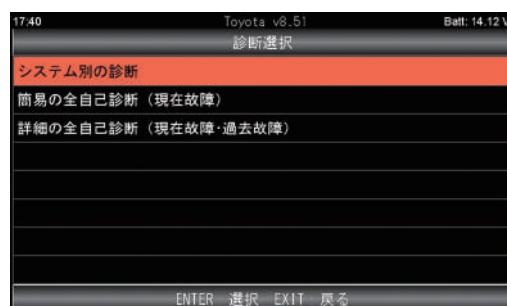 17:40 Toyota v8.51 Batt: 14.12 V
診断選択
システム別の診断
簡易の全自己診断（現在故障）
詳細の全自己診断（現在故障･過去故障）
ENTER 選択 EXIT 戻る